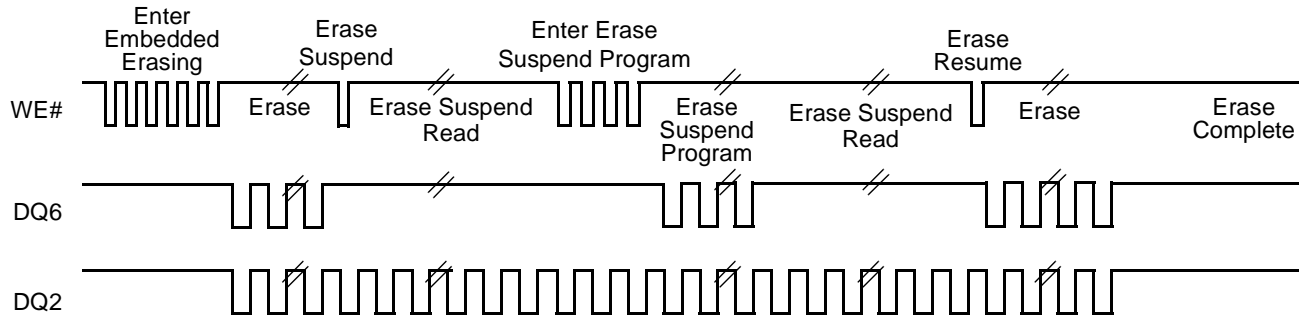 Enter
Embedded
Erasing
Erase
Suspend
Enter Erase
Suspend Program
Erase
Resume
WE#
Erase
Erase Suspend
Read
Erase
Suspend
Program
Erase Suspend
Read
Erase
Erase
Complete
DQ6
DQ2